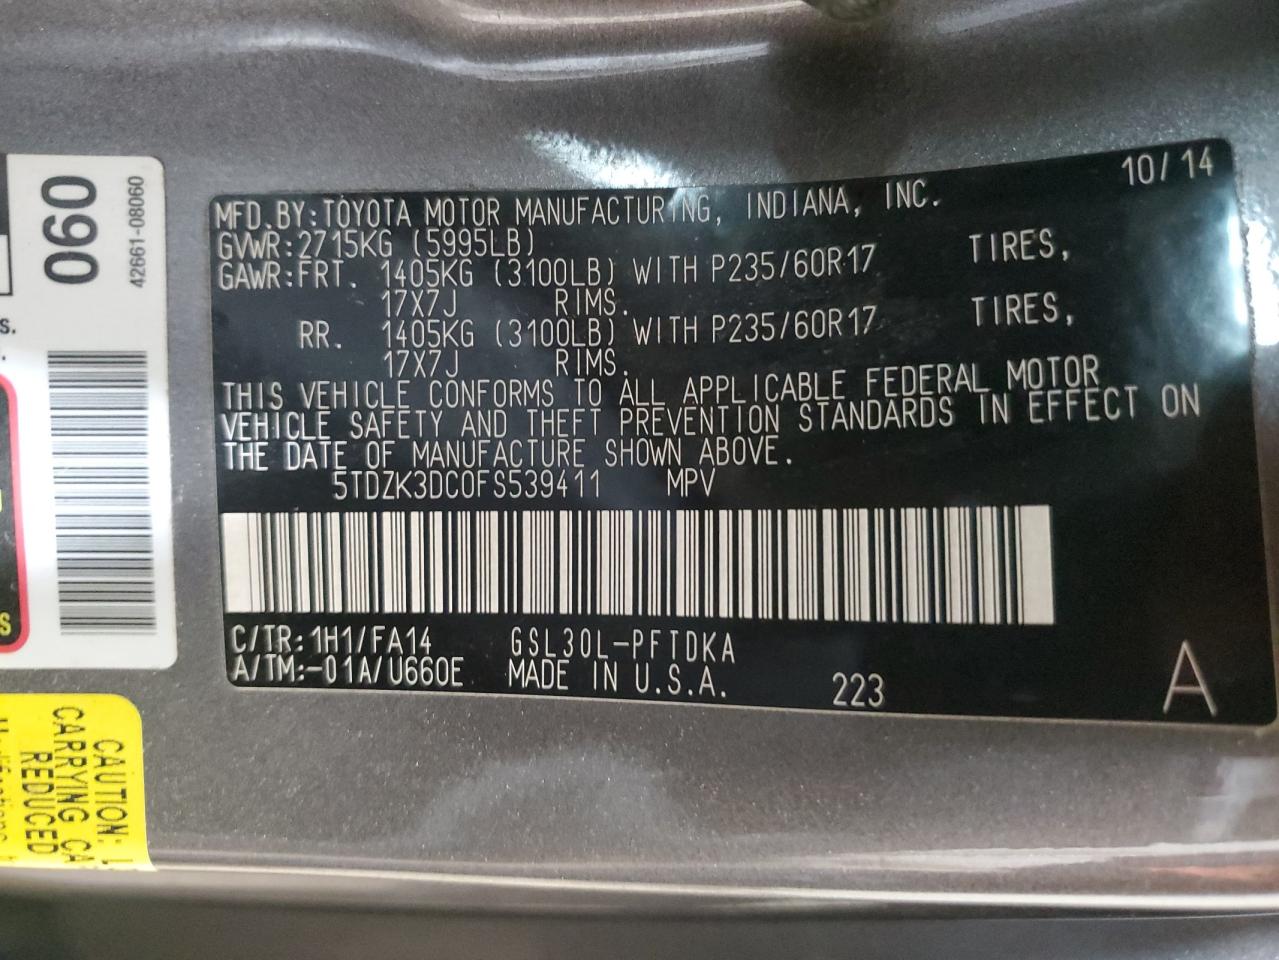 MFD.BY:TOYOTA MOTOR MANUFACTURING, INDIANA, INC. 10/14
GVWR:2715KG (5995LB)
GAWR:FRT. 1405KG (3100LB) WITH P235/60R17 TIRES,
17X7J RIMS.
RR. 1405KG (3100LB) WITH P235/60R17 TIRES,
17X7J RIMS.
THIS VEHICLE CONFORMS TO ALL APPLICABLE FEDERAL MOTOR
VEHICLE SAFETY AND THEFT PREVENTION STANDARDS IN EFFECT ON
THE DATE OF MANUFACTURE SHOWN ABOVE.
5TDZK3DC0FS539411 MPV
C/TR:1H1/FA14 GSL30L-PFTDKA
A/TM:-01A/U660E MADE IN U.S.A. 223 A
060
42661-08060
s.
S
CAUTION:
CARRYING CA
REDUCED